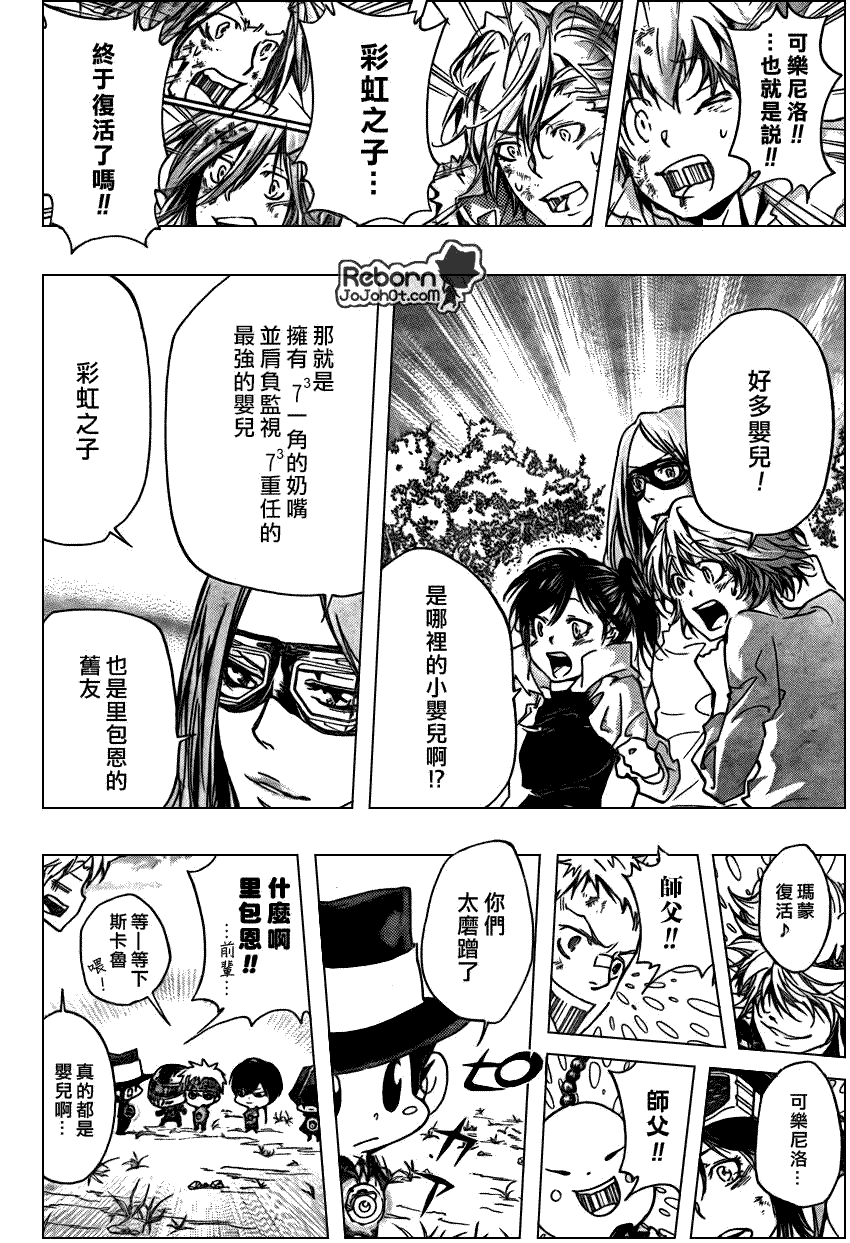 可樂尼洛!!
…也就是説!!
彩虹之子…
終于復活了嗎!!
Reborn
JoJoHOt.com
好多嬰兒！
是哪裡的小嬰兒啊!?
那就是
擁有7³一角的奶嘴
並肩負監視7³重任的
最強的嬰兒
彩虹之子
也是里包恩的
舊友
瑪蒙
復活♪
師父!!
可樂尼洛…
師父!!
你們
太磨蹭了
to
什麼啊
里包恩!!
…前輩…
等—等下
斯卡魯
喂！
真的都是
嬰兒啊…